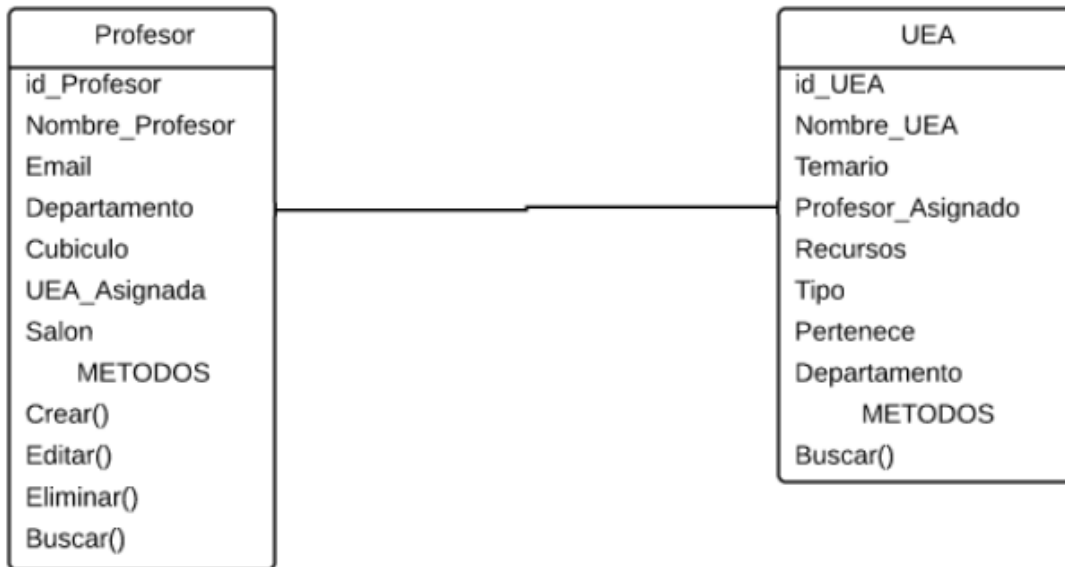 Profesor
id_Profesor
Nombre_Profesor
Email
Departamento
Cubiculo
UEA_Asignada
Salon
METODOS
Crear()
Editar()
Eliminar()
Buscar()
UEA
id_UEA
Nombre_UEA
Temario
Profesor_Asignado
Recursos
Tipo
Pertenece
Departamento
METODOS
Buscar()